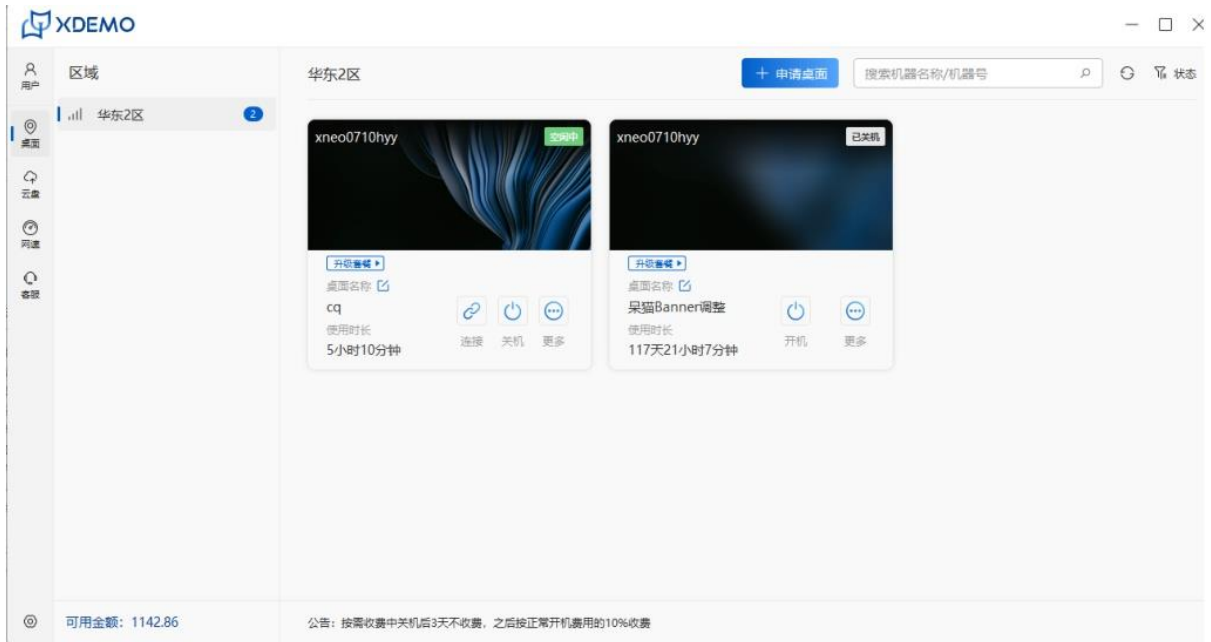 XDEMO
用户
桌面
云盘
网速
客服
区域
华东2区
2
华东2区
申请桌面
搜索机器名称/机器号
状态
xneo0710hyy
空闲中
升级套餐
桌面名称
cq
使用时长
5小时10分钟
连接
关机
更多
xneo0710hyy
已关机
升级套餐
桌面名称
呆猫Banner调整
使用时长
117天21小时7分钟
开机
更多
可用金额：1142.86
公告：按需收费中关机后3天不收费，之后按正常开机费用的10%收费